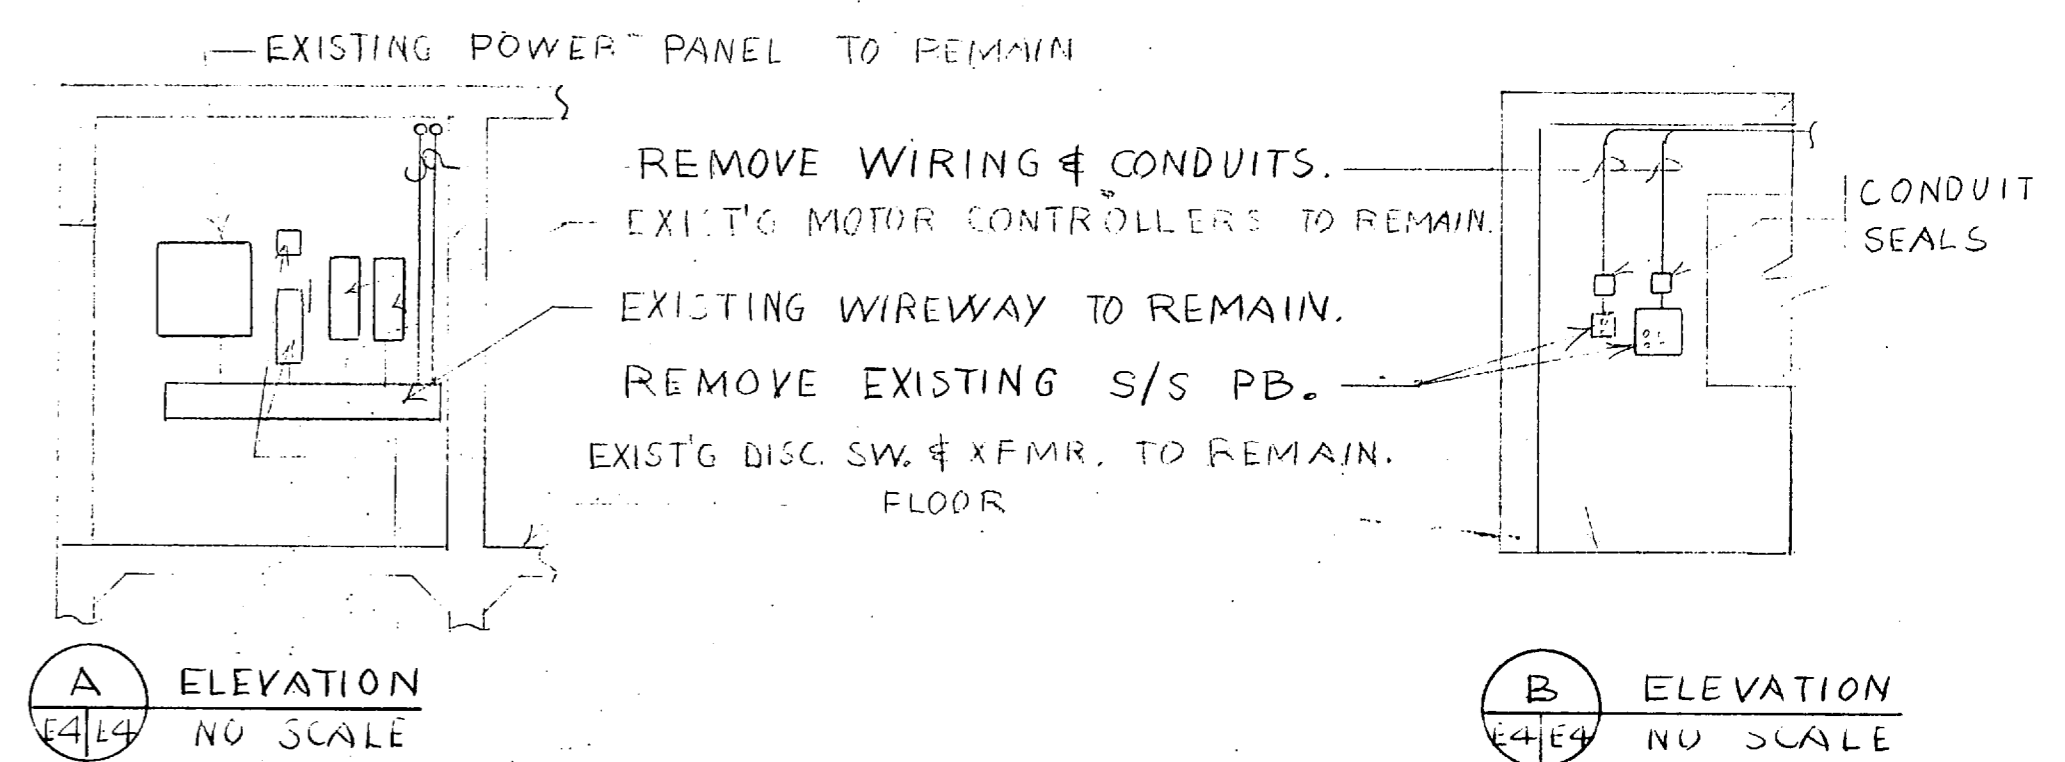 EXISTING POWER PANEL TO REMAIN
REMOVE WIRING & CONDUITS.
EXIST'G MOTOR CONTROLLERS TO REMAIN.
CONDUIT
SEALS
EXISTING WIREWAY TO REMAIN.
REMOVE EXISTING S/S PB.
EXIST'G DISC. SW. & XFMR. TO REMAIN.
FLOOR
A ELEVATION
E4 E4 NO SCALE
B ELEVATION
E4 E4 NO SCALE